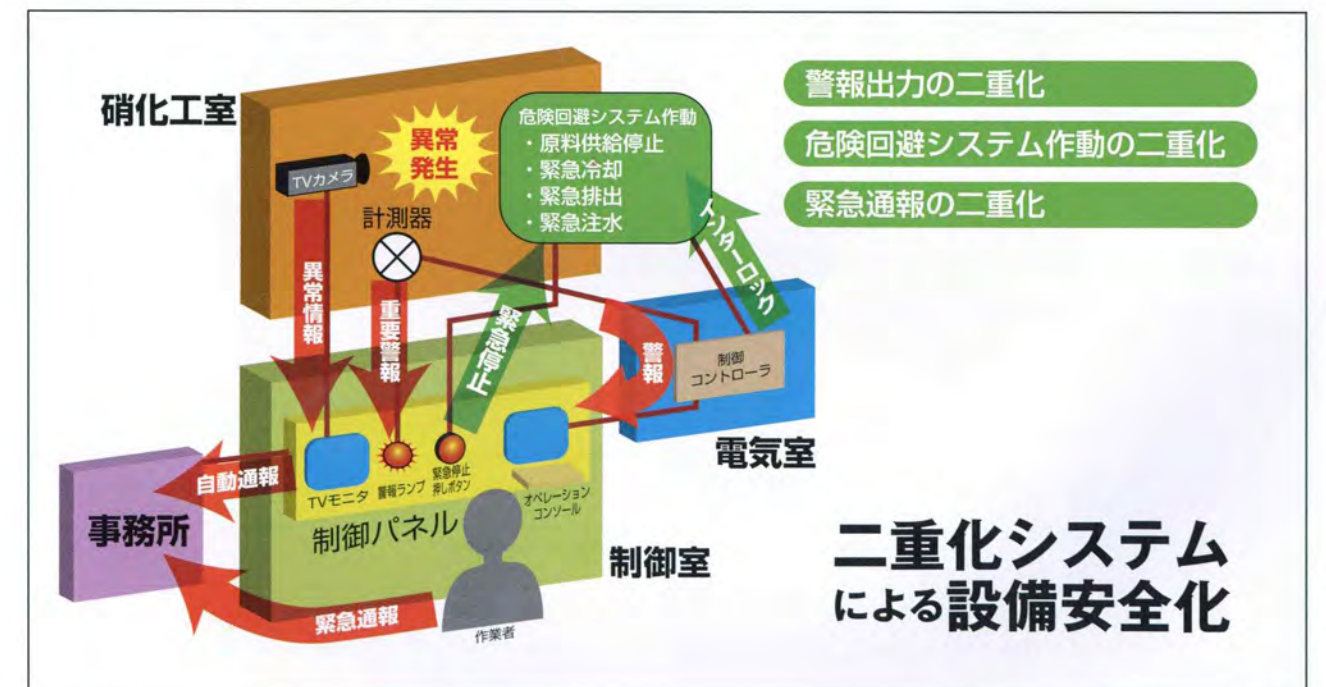 硝化工室
TVカメラ
異常
発生
計測器
危険回避システム作動
・原料供給停止
・緊急冷却
・緊急排出
・緊急注水
警報出力の二重化
危険回避システム作動の二重化
緊急通報の二重化
異常情報
重要警報
緊急停止
インターロック
警報
制御
コントローラ
電気室
自動通報
TVモニタ
警報ランプ
緊急停止
押しボタン
オペレーション
コンソール
制御パネル
事務所
制御室
緊急通報
作業者
二重化システム
による設備安全化